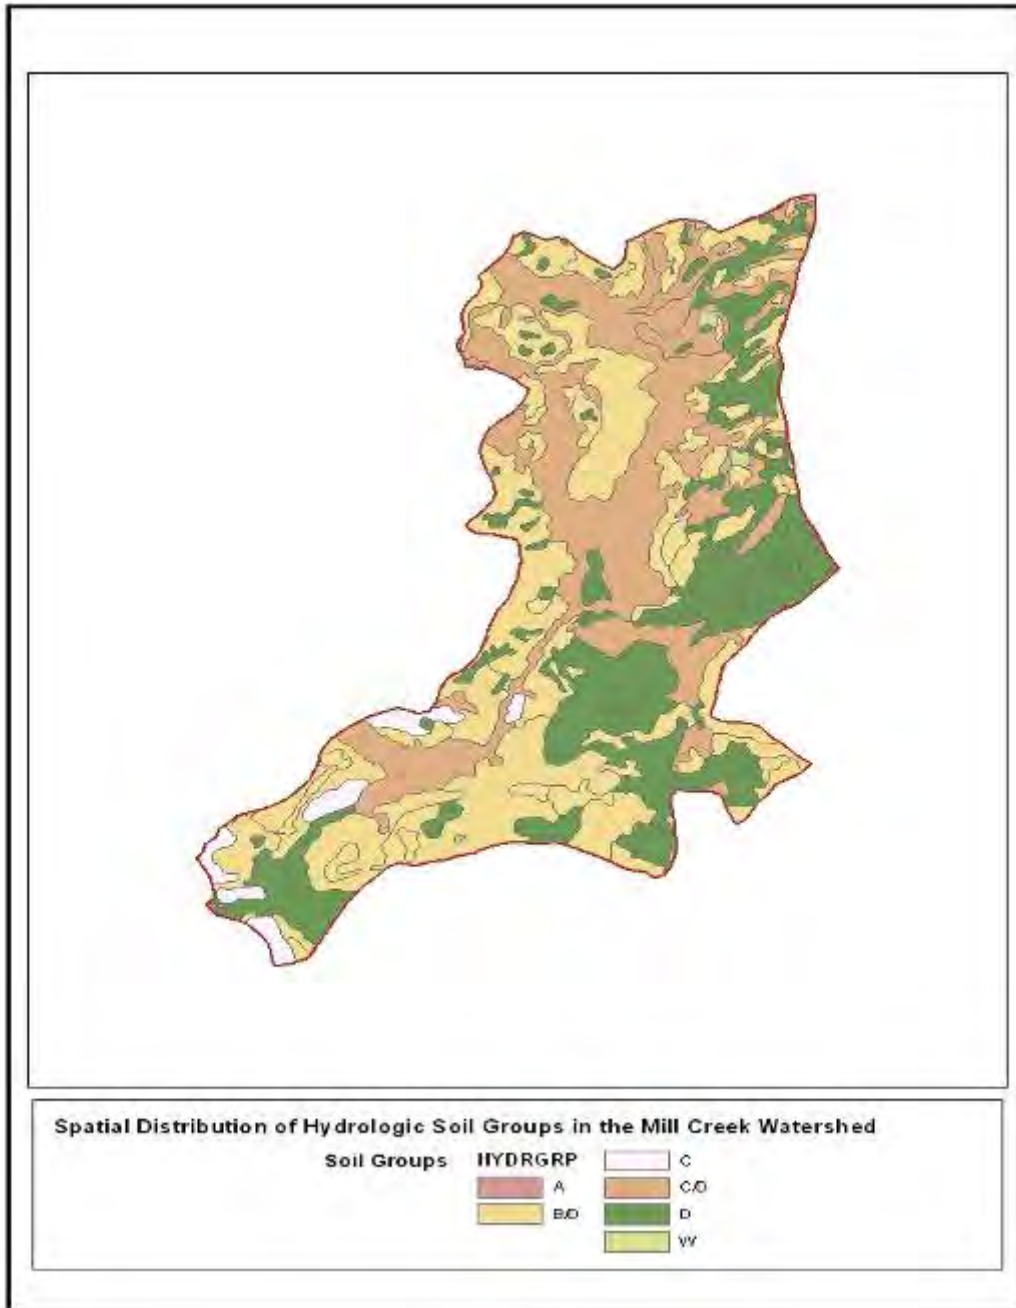 Spatial Distribution of Hydrologic Soil Groups in the Mill Creek Watershed
Soil Groups HYDRGRP
A
B/D
C
C/D
D
W